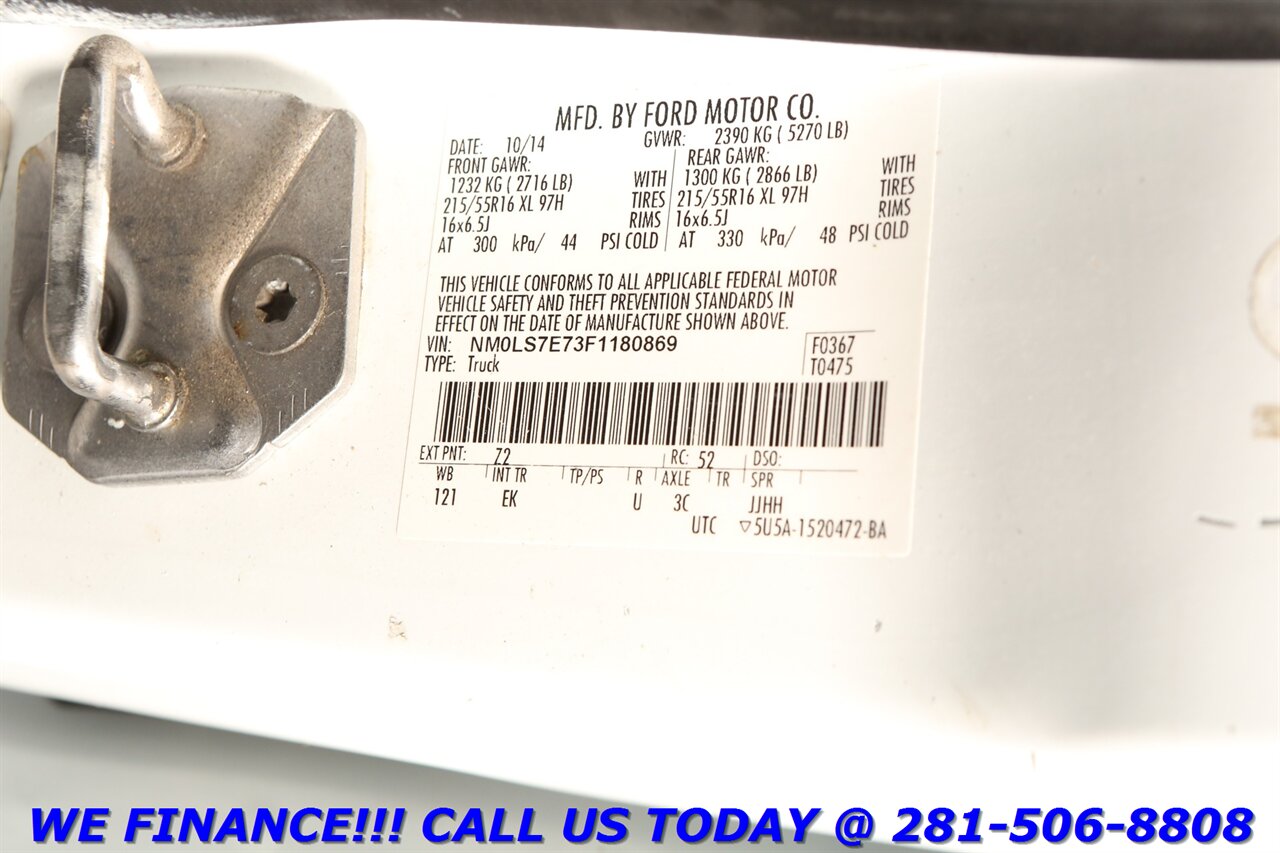 MFD. BY FORD MOTOR CO.
DATE: 10/14 GVWR: 2390 KG ( 5270 LB)
FRONT GAWR: REAR GAWR:
1232 KG ( 2716 LB) WITH 1300 KG ( 2866 LB) WITH
215/55R16 XL 97H TIRES 215/55R16 XL 97H TIRES
16x6.5J RIMS 16x6.5J RIMS
AT 300 kPa/ 44 PSI COLD AT 330 kPa/ 48 PSI COLD
THIS VEHICLE CONFORMS TO ALL APPLICABLE FEDERAL MOTOR
VEHICLE SAFETY AND THEFT PREVENTION STANDARDS IN
EFFECT ON THE DATE OF MANUFACTURE SHOWN ABOVE.
VIN: NM0LS7E73F1180869 F0367
TYPE: Truck T0475
EXT PNT: Z2 RC: 52 DSO:
WB INT TR TP/PS R AXLE TR SPR
121 EK U 3C JJHH
UTC ▽5U5A-1520472-BA
WE FINANCE!!! CALL US TODAY @ 281-506-8808